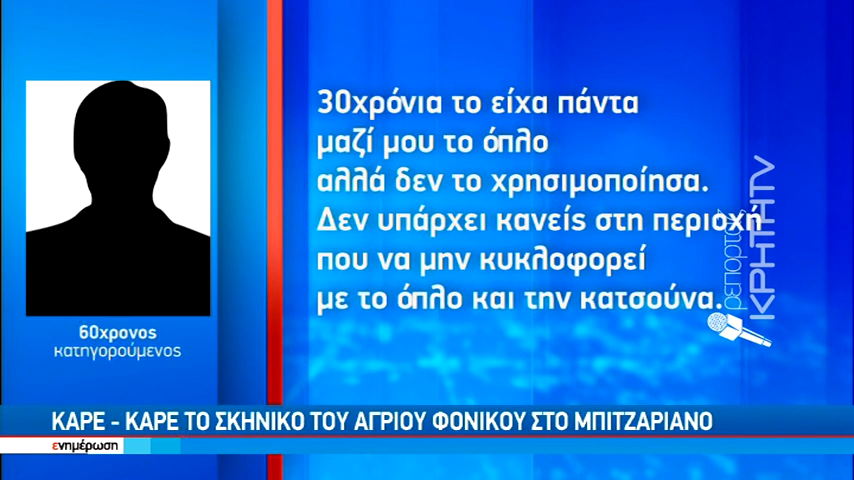 30χρόνια το είχα πάντα
μαζί μου το όπλο
αλλά δεν το χρησιμοποίησα.
Δεν υπάρχει κανείς στη περιοχή
που να μην κυκλοφορεί
με το όπλο και την κατσούνα.
ρεπορτάζ
ΚΡΗΤΗTV
60χρονος
κατηγορούμενος
ΚΑΡΕ - ΚΑΡΕ ΤΟ ΣΚΗΝΙΚΟ ΤΟΥ ΑΓΡΙΟΥ ΦΟΝΙΚΟΥ ΣΤΟ ΜΠΙΤΖΑΡΙΑΝΟ
ενημέρωση